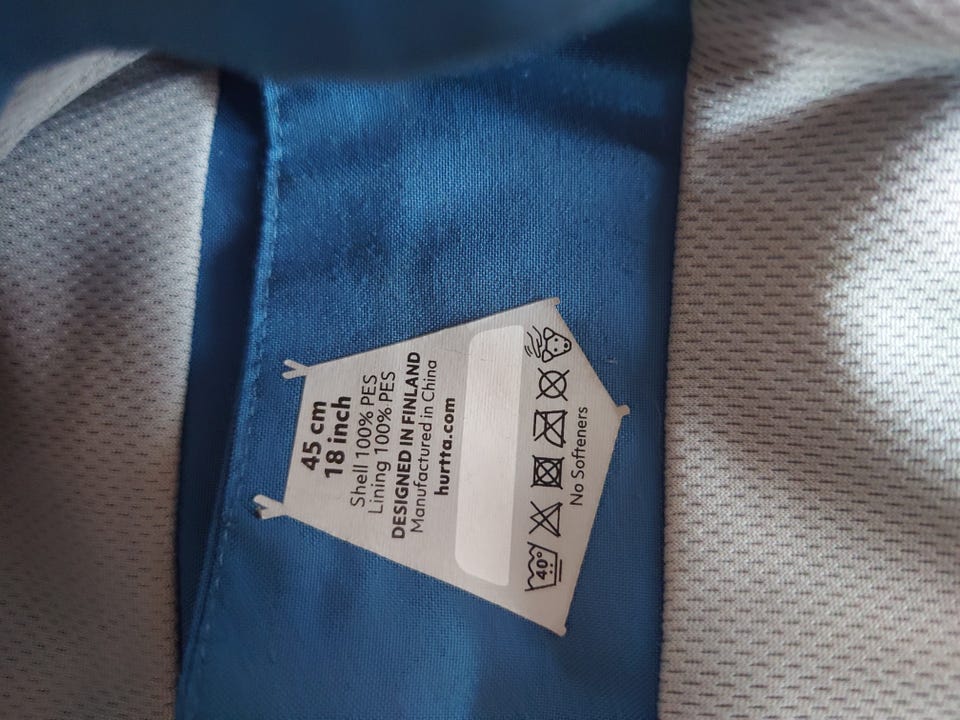 45 cm
18 inch
Shell 100% PES
Lining 100% PES
DESIGNED IN FINLAND
Manufactured in China
hurtta.com
40°
No Softeners